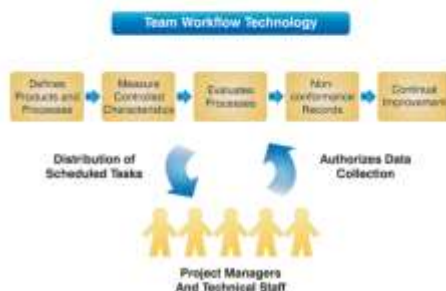 Team Workflow Technology
Defines
Products and
Processes
Measure
Controlled
Characteristics
Evaluates
Processes
Non-
conformance
Records
Continual
Improvement
Distribution of
Scheduled Tasks
Authorizes Data
Collection
Project Managers
And Technical Staff